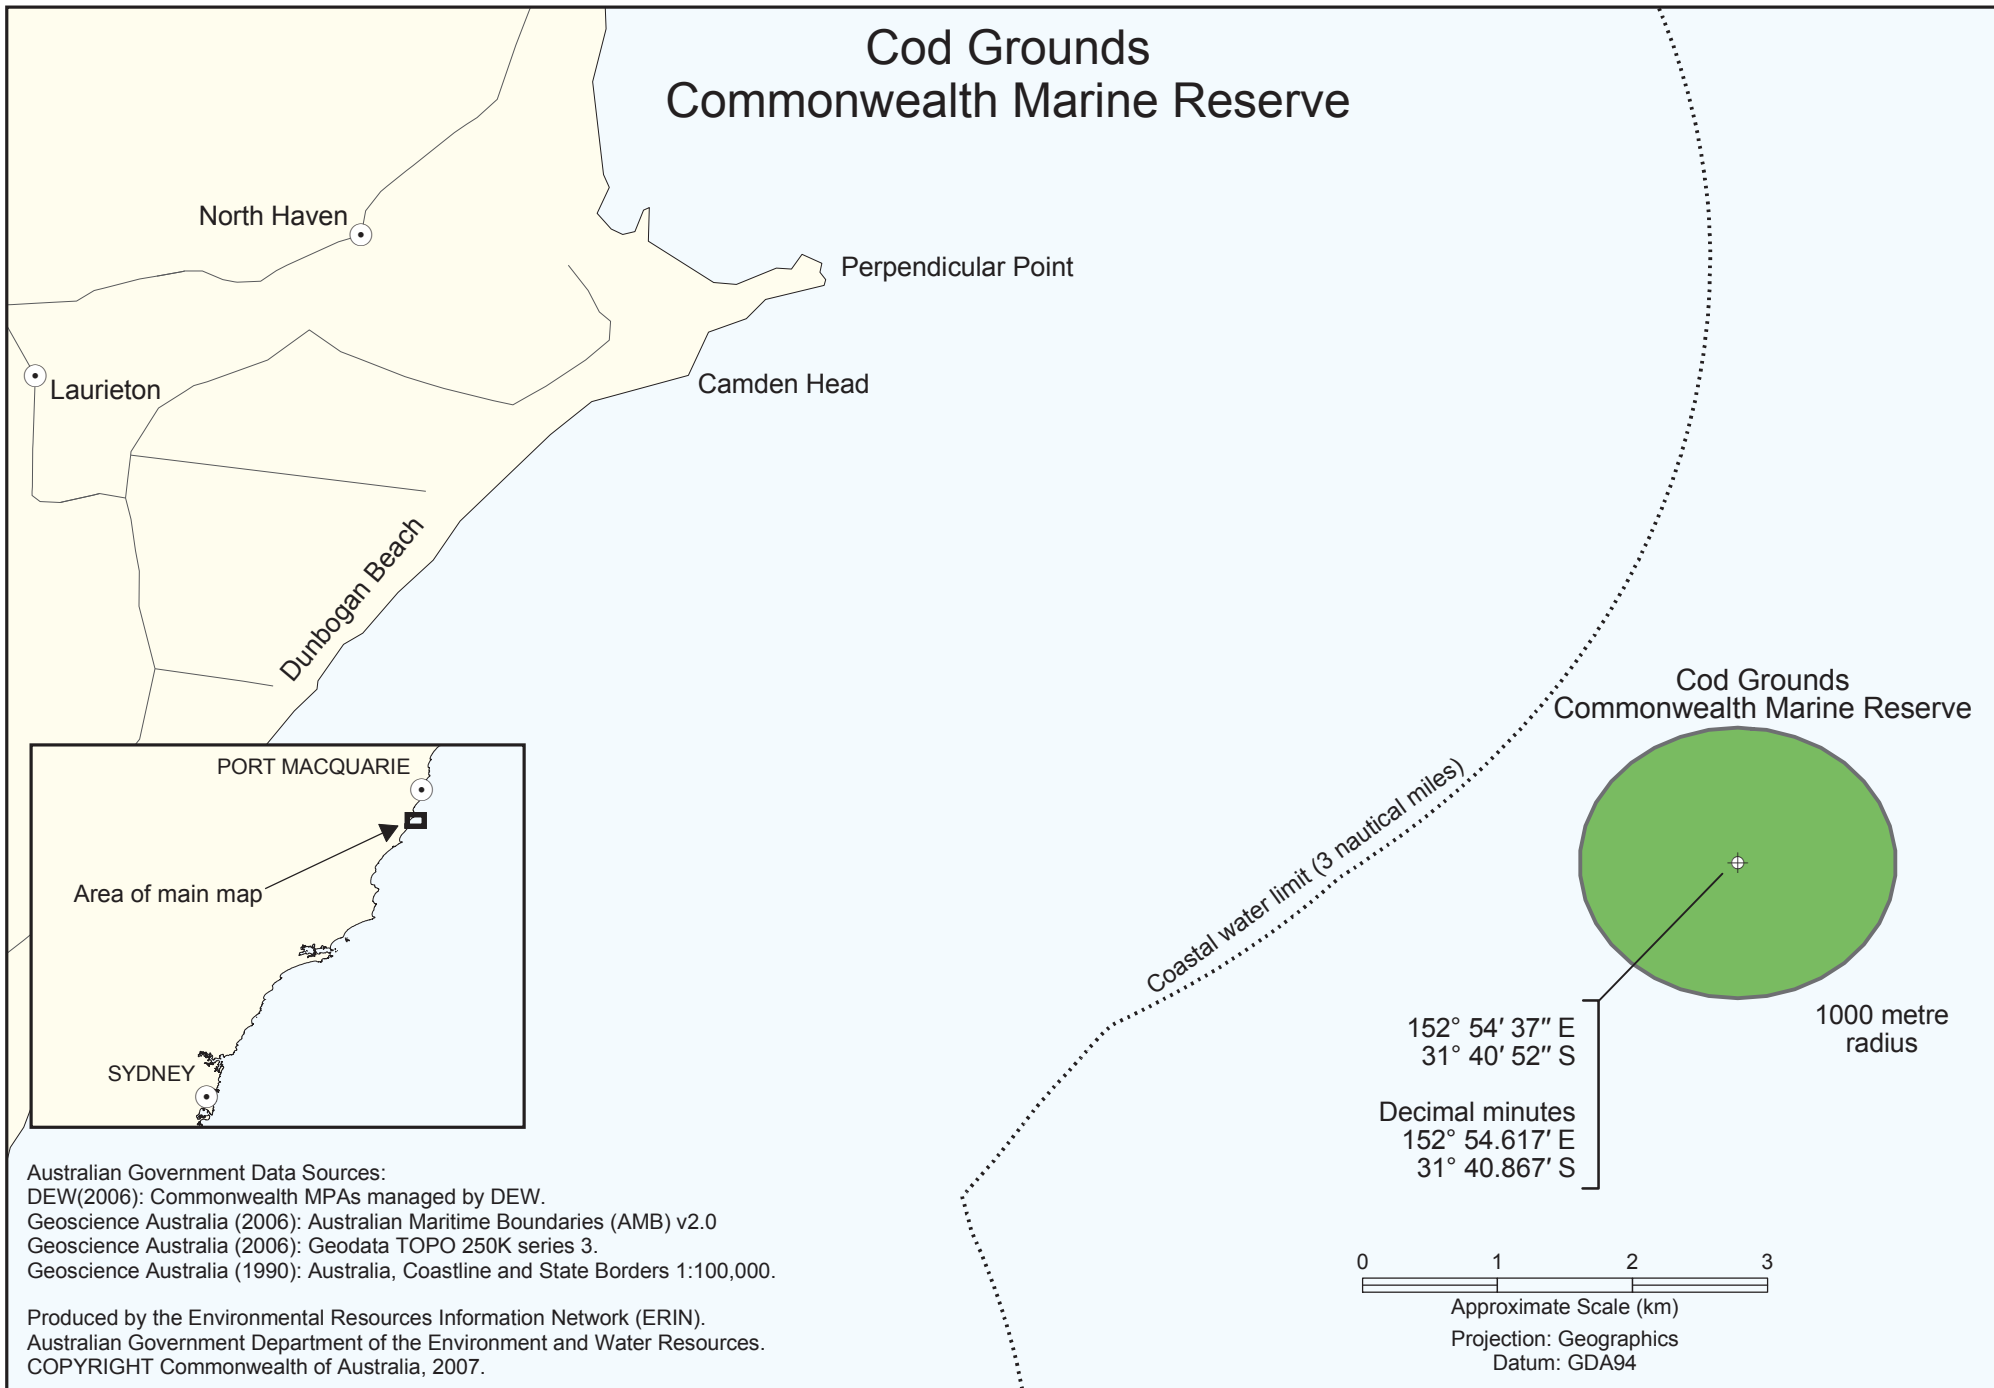 Cod Grounds
Commonwealth Marine Reserve
North Haven
Perpendicular Point
Laurieton
Camden Head
Dunbogan Beach
Cod Grounds
Commonwealth Marine Reserve
Coastal water limit (3 nautical miles)
PORT MACQUARIE
Area of main map
SYDNEY
1000 metre
radius
152° 54′ 37″ E
31° 40′ 52″ S
Decimal minutes
152° 54.617′ E
31° 40.867′ S
Australian Government Data Sources:
DEW(2006): Commonwealth MPAs managed by DEW.
Geoscience Australia (2006): Australian Maritime Boundaries (AMB) v2.0
Geoscience Australia (2006): Geodata TOPO 250K series 3.
Geoscience Australia (1990): Australia, Coastline and State Borders 1:100,000.
Produced by the Environmental Resources Information Network (ERIN).
Australian Government Department of the Environment and Water Resources.
COPYRIGHT Commonwealth of Australia, 2007.
0 1 2 3
Approximate Scale (km)
Projection: Geographics
Datum: GDA94